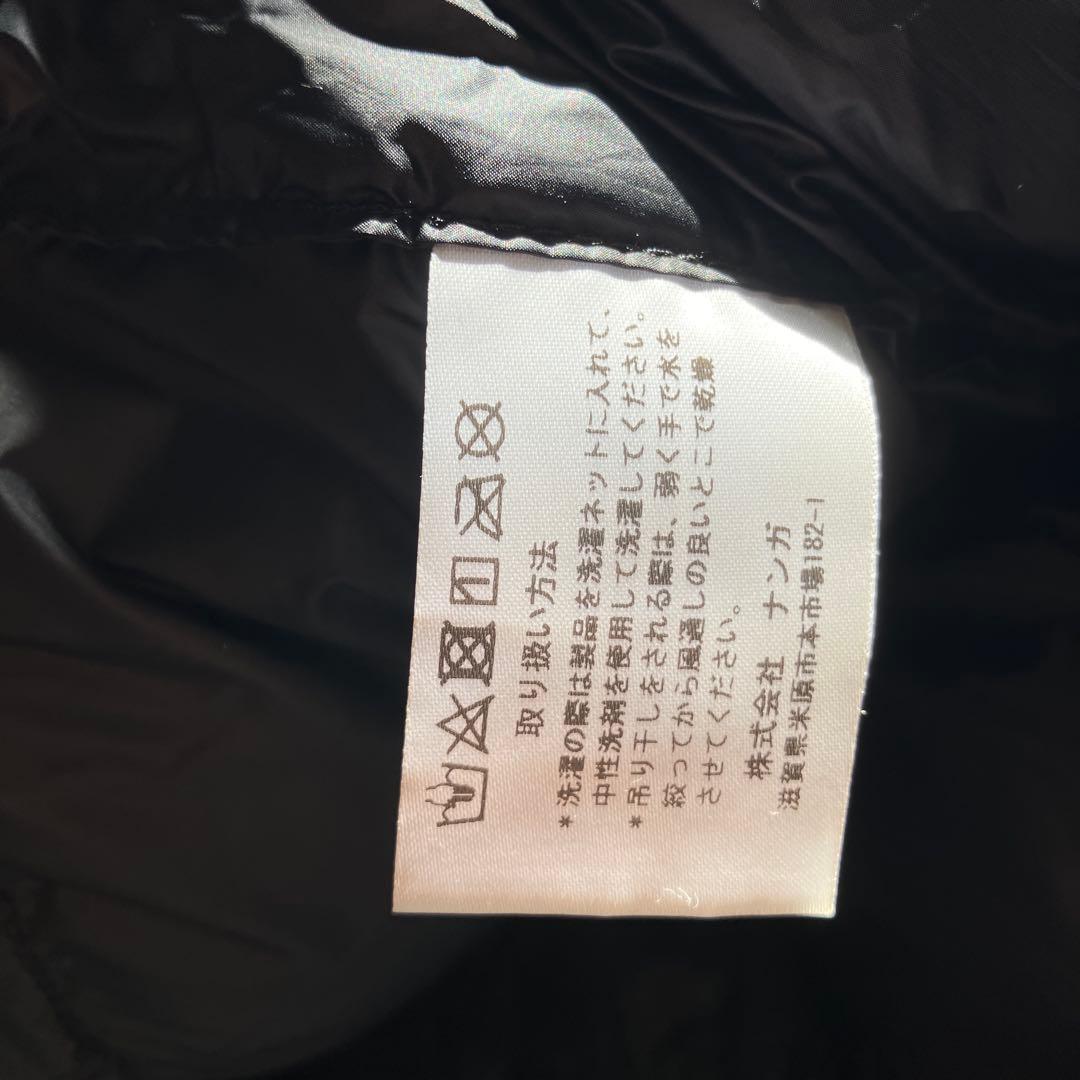 取り扱い方法
*洗濯の際は製品を洗濯ネットに入れて、
中性洗剤を使用して洗濯してください。
*吊り干しをされる際は、弱く手で水を
絞ってから風通しの良いとこで乾燥
させてください。
株式会社 ナンガ
滋賀県米原市本市場182-1